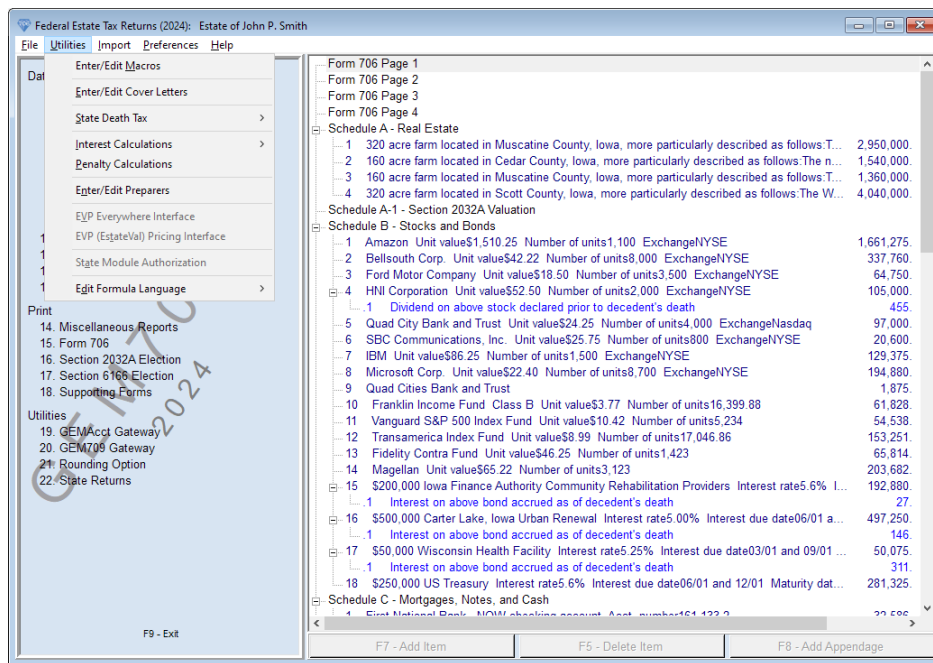 Federal Estate Tax Returns (2024): Estate of John P. Smith
File Utilities Import Preferences Help
Enter/Edit Macros
Enter/Edit Cover Letters
State Death Tax >
Interest Calculations >
Penalty Calculations
Enter/Edit Preparers
EVP Everywhere Interface
EVP (EstateVal) Pricing Interface
State Module Authorization
Edit Formula Language >
Dat
1
1
1
1
Print
14. Miscellaneous Reports
15. Form 706
16. Section 2032A Election
17. Section 6166 Election
18. Supporting Forms
Utilities
19. GEMAcct Gateway
20. GEM709 Gateway
21. Rounding Option
22. State Returns
2024
F9 - Exit
Form 706 Page 1
Form 706 Page 2
Form 706 Page 3
Form 706 Page 4
Schedule A - Real Estate
1 320 acre farm located in Muscatine County, Iowa, more particularly described as follows:T... 2,950,000.
2 160 acre farm located in Cedar County, Iowa, more particularly described as follows:The n... 1,540,000.
3 160 acre farm located in Muscatine County, Iowa, more particularly described as follows:T... 1,360,000.
4 320 acre farm located in Scott County, Iowa, more particularly described as follows:The W... 4,040,000.
Schedule A-1 - Section 2032A Valuation
Schedule B - Stocks and Bonds
1 Amazon Unit value$1,510.25 Number of units1,100 ExchangeNYSE 1,661,275.
2 Bellsouth Corp. Unit value$42.22 Number of units8,000 ExchangeNYSE 337,760.
3 Ford Motor Company Unit value$18.50 Number of units3,500 ExchangeNYSE 64,750.
4 HNI Corporation Unit value$52.50 Number of units2,000 ExchangeNYSE 105,000.
.1 Dividend on above stock declared prior to decedent's death 455.
5 Quad City Bank and Trust Unit value$24.25 Number of units4,000 ExchangeNasdaq 97,000.
6 SBC Communications, Inc. Unit value$25.75 Number of units800 ExchangeNYSE 20,600.
7 IBM Unit value$86.25 Number of units1,500 ExchangeNYSE 129,375.
8 Microsoft Corp. Unit value$22.40 Number of units8,700 ExchangeNYSE 194,880.
9 Quad Cities Bank and Trust 1,875.
10 Franklin Income Fund Class B Unit value$3.77 Number of units16,399.88 61,828.
11 Vanguard S&P 500 Index Fund Unit value$10.42 Number of units5,234 54,538.
12 Transamerica Index Fund Unit value$8.99 Number of units17,046.86 153,251.
13 Fidelity Contra Fund Unit value$46.25 Number of units1,423 65,814.
14 Magellan Unit value$65.22 Number of units3,123 203,682.
15 $200,000 Iowa Finance Authority Community Rehabilitation Providers Interest rate5.6% I... 192,880.
.1 Interest on above bond accrued as of decedent's death 27.
16 $500,000 Carter Lake, Iowa Urban Renewal Interest rate5.00% Interest due date06/01 a... 497,250.
.1 Interest on above bond accrued as of decedent's death 146.
17 $50,000 Wisconsin Health Facility Interest rate5.25% Interest due date03/01 and 09/01 ... 50,075.
.1 Interest on above bond accrued as of decedent's death 311.
18 $250,000 US Treasury Interest rate5.6% Interest due date06/01 and 12/01 Maturity dat... 281,325.
Schedule C - Mortgages, Notes, and Cash
1 First National Bank - NOW checking account Acct. number161-133-2 32,586.
F7 - Add Item F5 - Delete Item F8 - Add Appendage